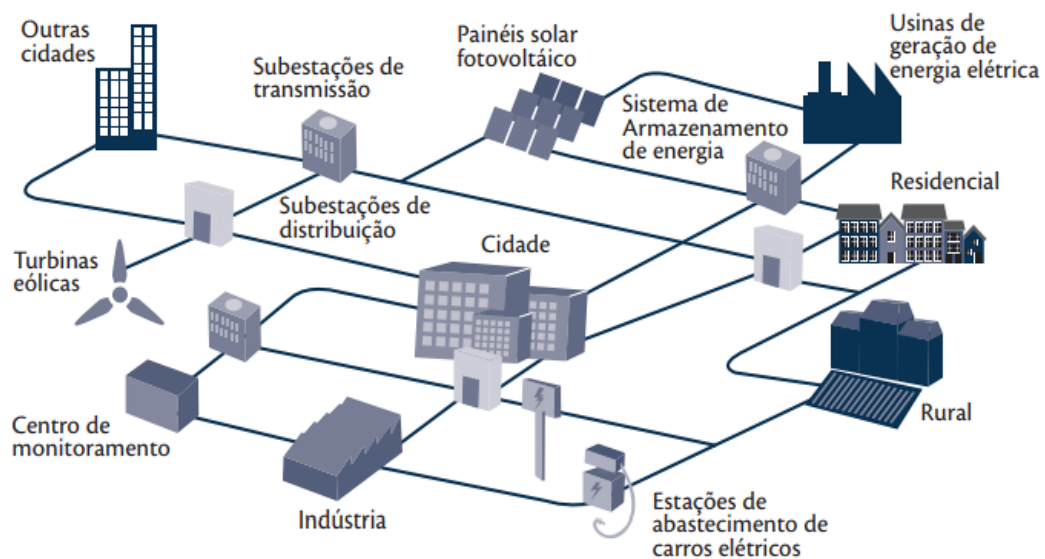 Outras
cidades
Subestações de
transmissão
Painéis solar
fotovoltáico
Usinas de
geração de
energia elétrica
Sistema de
Armazenamento
de energia
Residencial
Subestações de
distribuição
Cidade
Turbinas
eólicas
Centro de
monitoramento
Rural
Indústria
Estações de
abastecimento de
carros elétricos